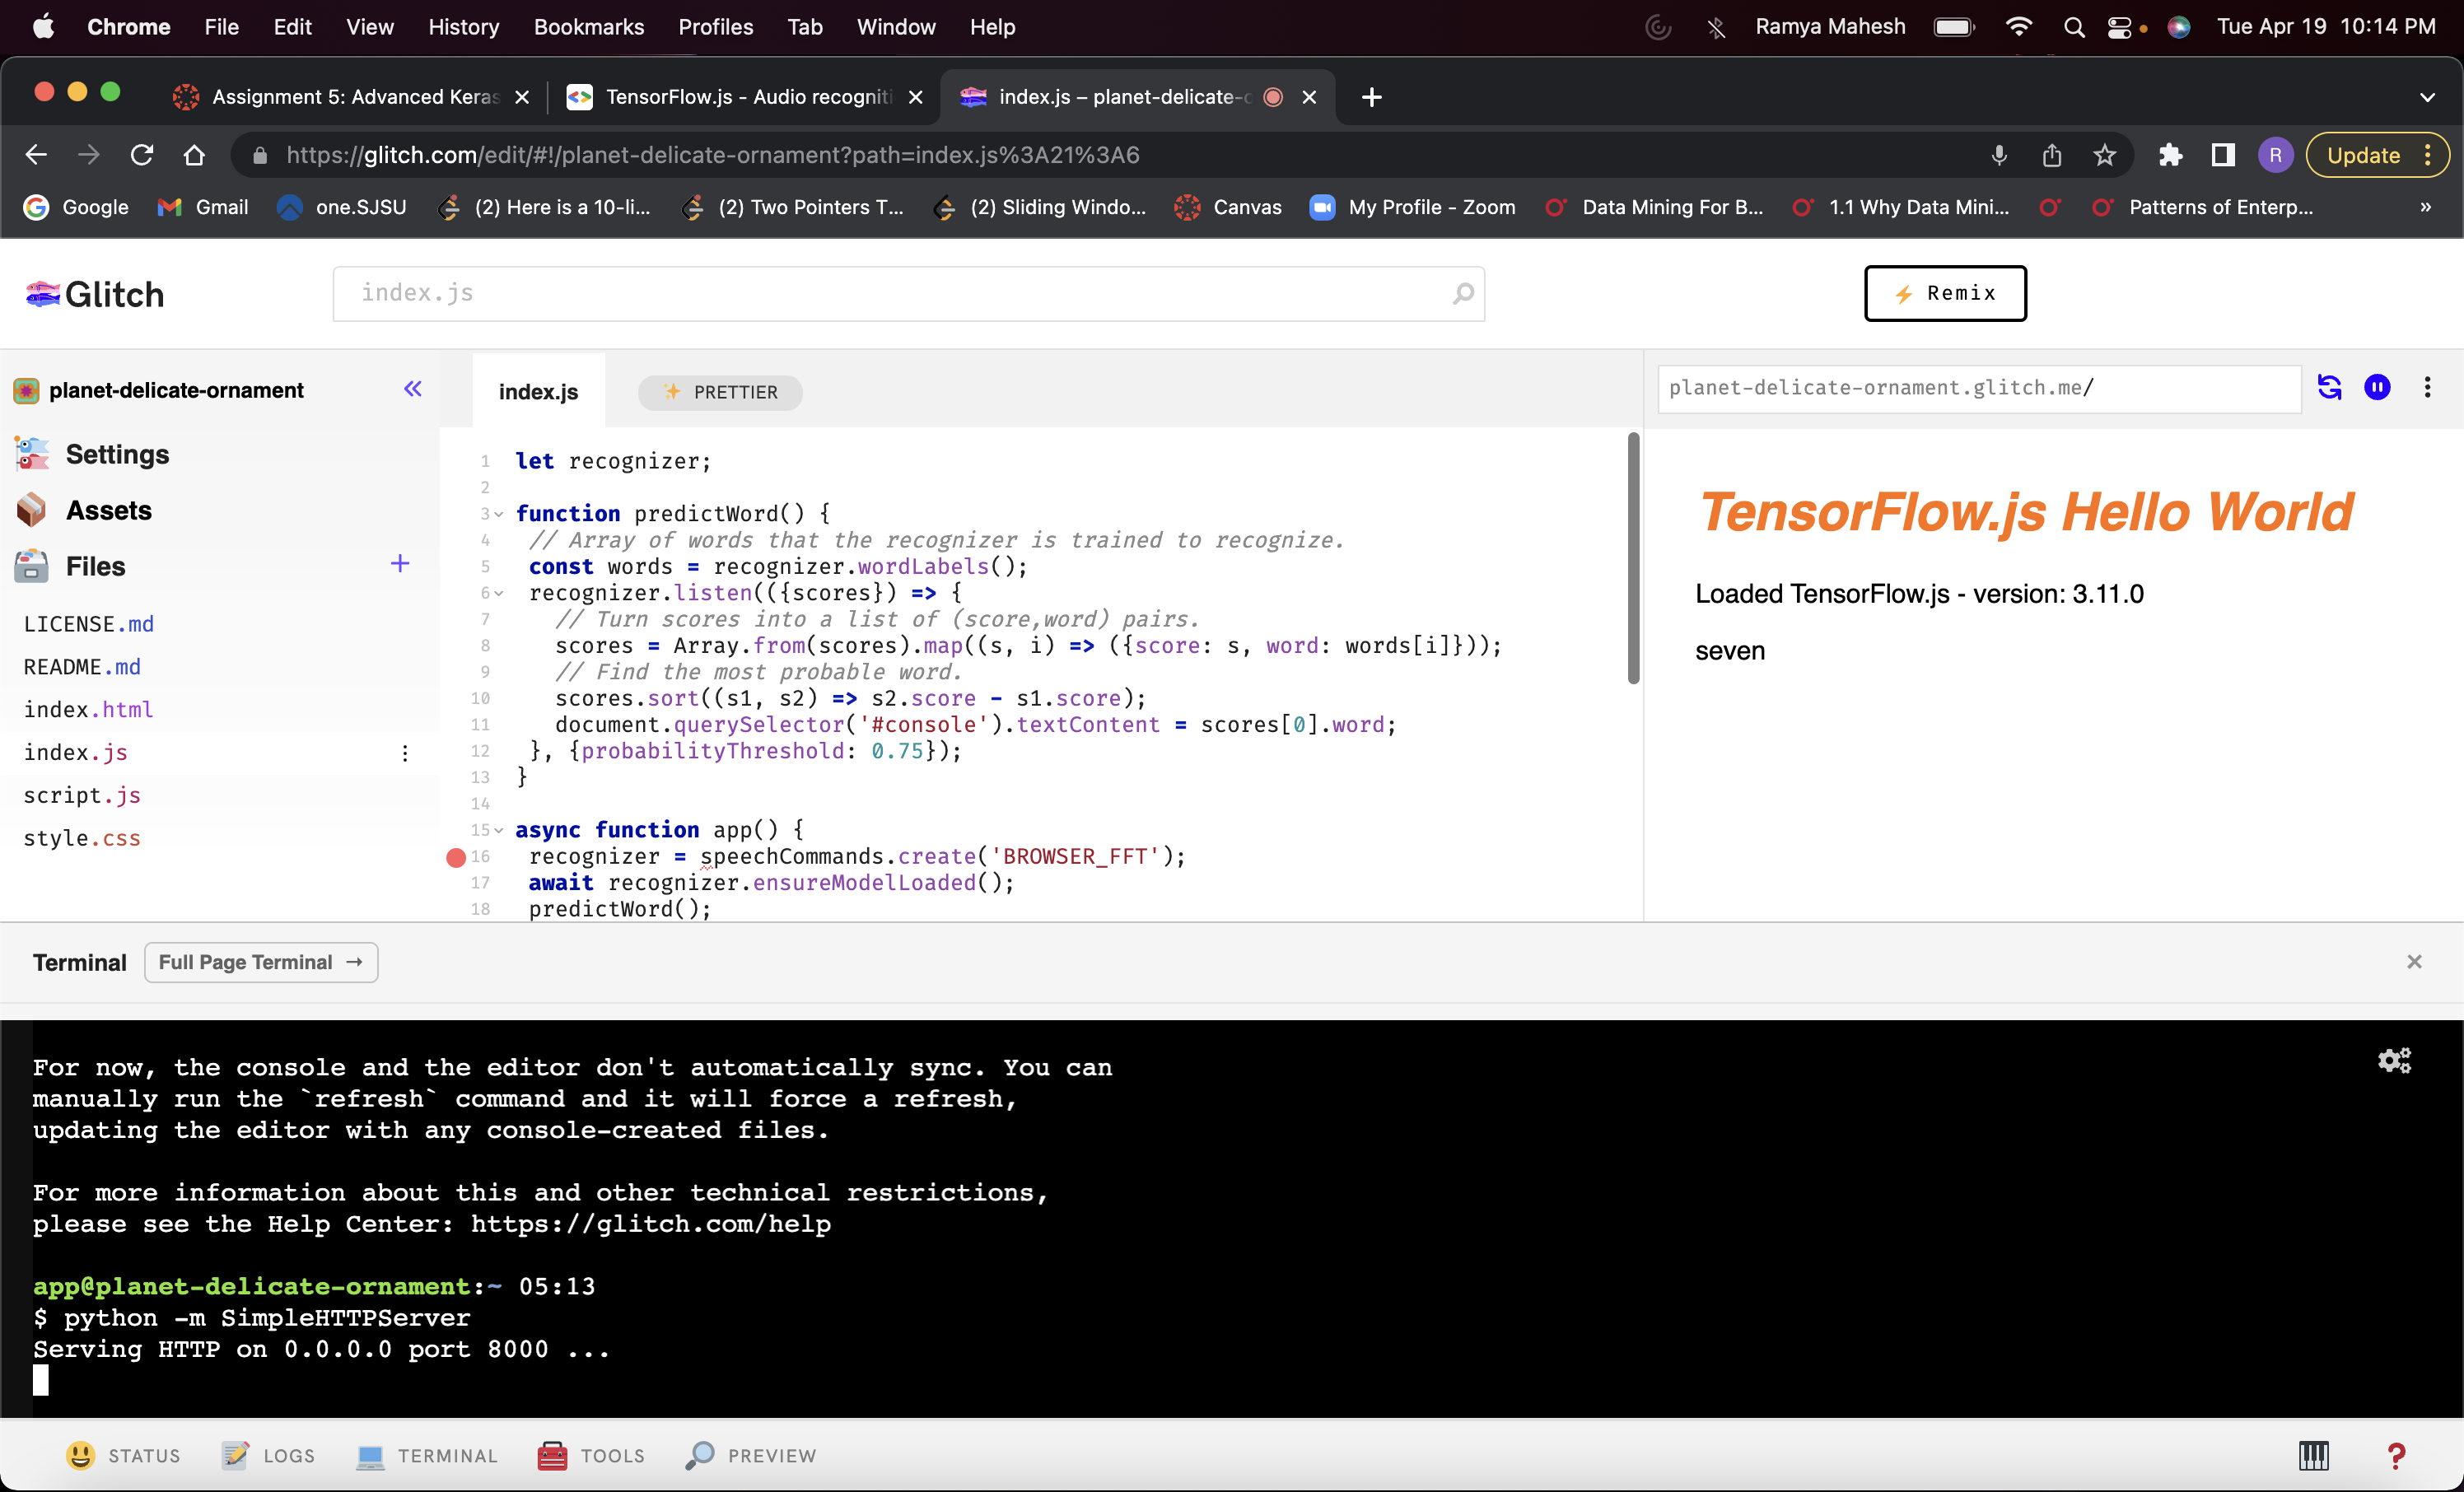 Chrome File Edit View History Bookmarks Profiles Tab Window Help Ramya Mahesh Tue Apr 19 10:14 PM
Assignment 5: Advanced Keras TensorFlow.js - Audio recogniti index.js – planet-delicate-o
https://glitch.com/edit/#!/planet-delicate-ornament?path=index.js%3A21%3A6 R Update
Google Gmail one.SJSU (2) Here is a 10-li... (2) Two Pointers T... (2) Sliding Windo... Canvas My Profile - Zoom Data Mining For B... 1.1 Why Data Mini... Patterns of Enterp... »
Glitch index.js Remix
planet-delicate-ornament
Settings
Assets
Files
LICENSE.md
README.md
index.html
index.js
script.js
style.css
index.js PRETTIER
1 let recognizer;
2
3 function predictWord() {
4 // Array of words that the recognizer is trained to recognize.
5 const words = recognizer.wordLabels();
6 recognizer.listen(({scores}) => {
7 // Turn scores into a list of (score,word) pairs.
8 scores = Array.from(scores).map((s, i) => ({score: s, word: words[i]}));
9 // Find the most probable word.
10 scores.sort((s1, s2) => s2.score - s1.score);
11 document.querySelector('#console').textContent = scores[0].word;
12 }, {probabilityThreshold: 0.75});
13 }
14
15 async function app() {
16 recognizer = speechCommands.create('BROWSER_FFT');
17 await recognizer.ensureModelLoaded();
18 predictWord();
planet-delicate-ornament.glitch.me/
TensorFlow.js Hello World
Loaded TensorFlow.js - version: 3.11.0
seven
Terminal Full Page Terminal →
For now, the console and the editor don't automatically sync. You can
manually run the `refresh` command and it will force a refresh,
updating the editor with any console-created files.
For more information about this and other technical restrictions,
please see the Help Center: https://glitch.com/help
app@planet-delicate-ornament:~ 05:13
$ python -m SimpleHTTPServer
Serving HTTP on 0.0.0.0 port 8000 ...
STATUS LOGS TERMINAL TOOLS PREVIEW ?